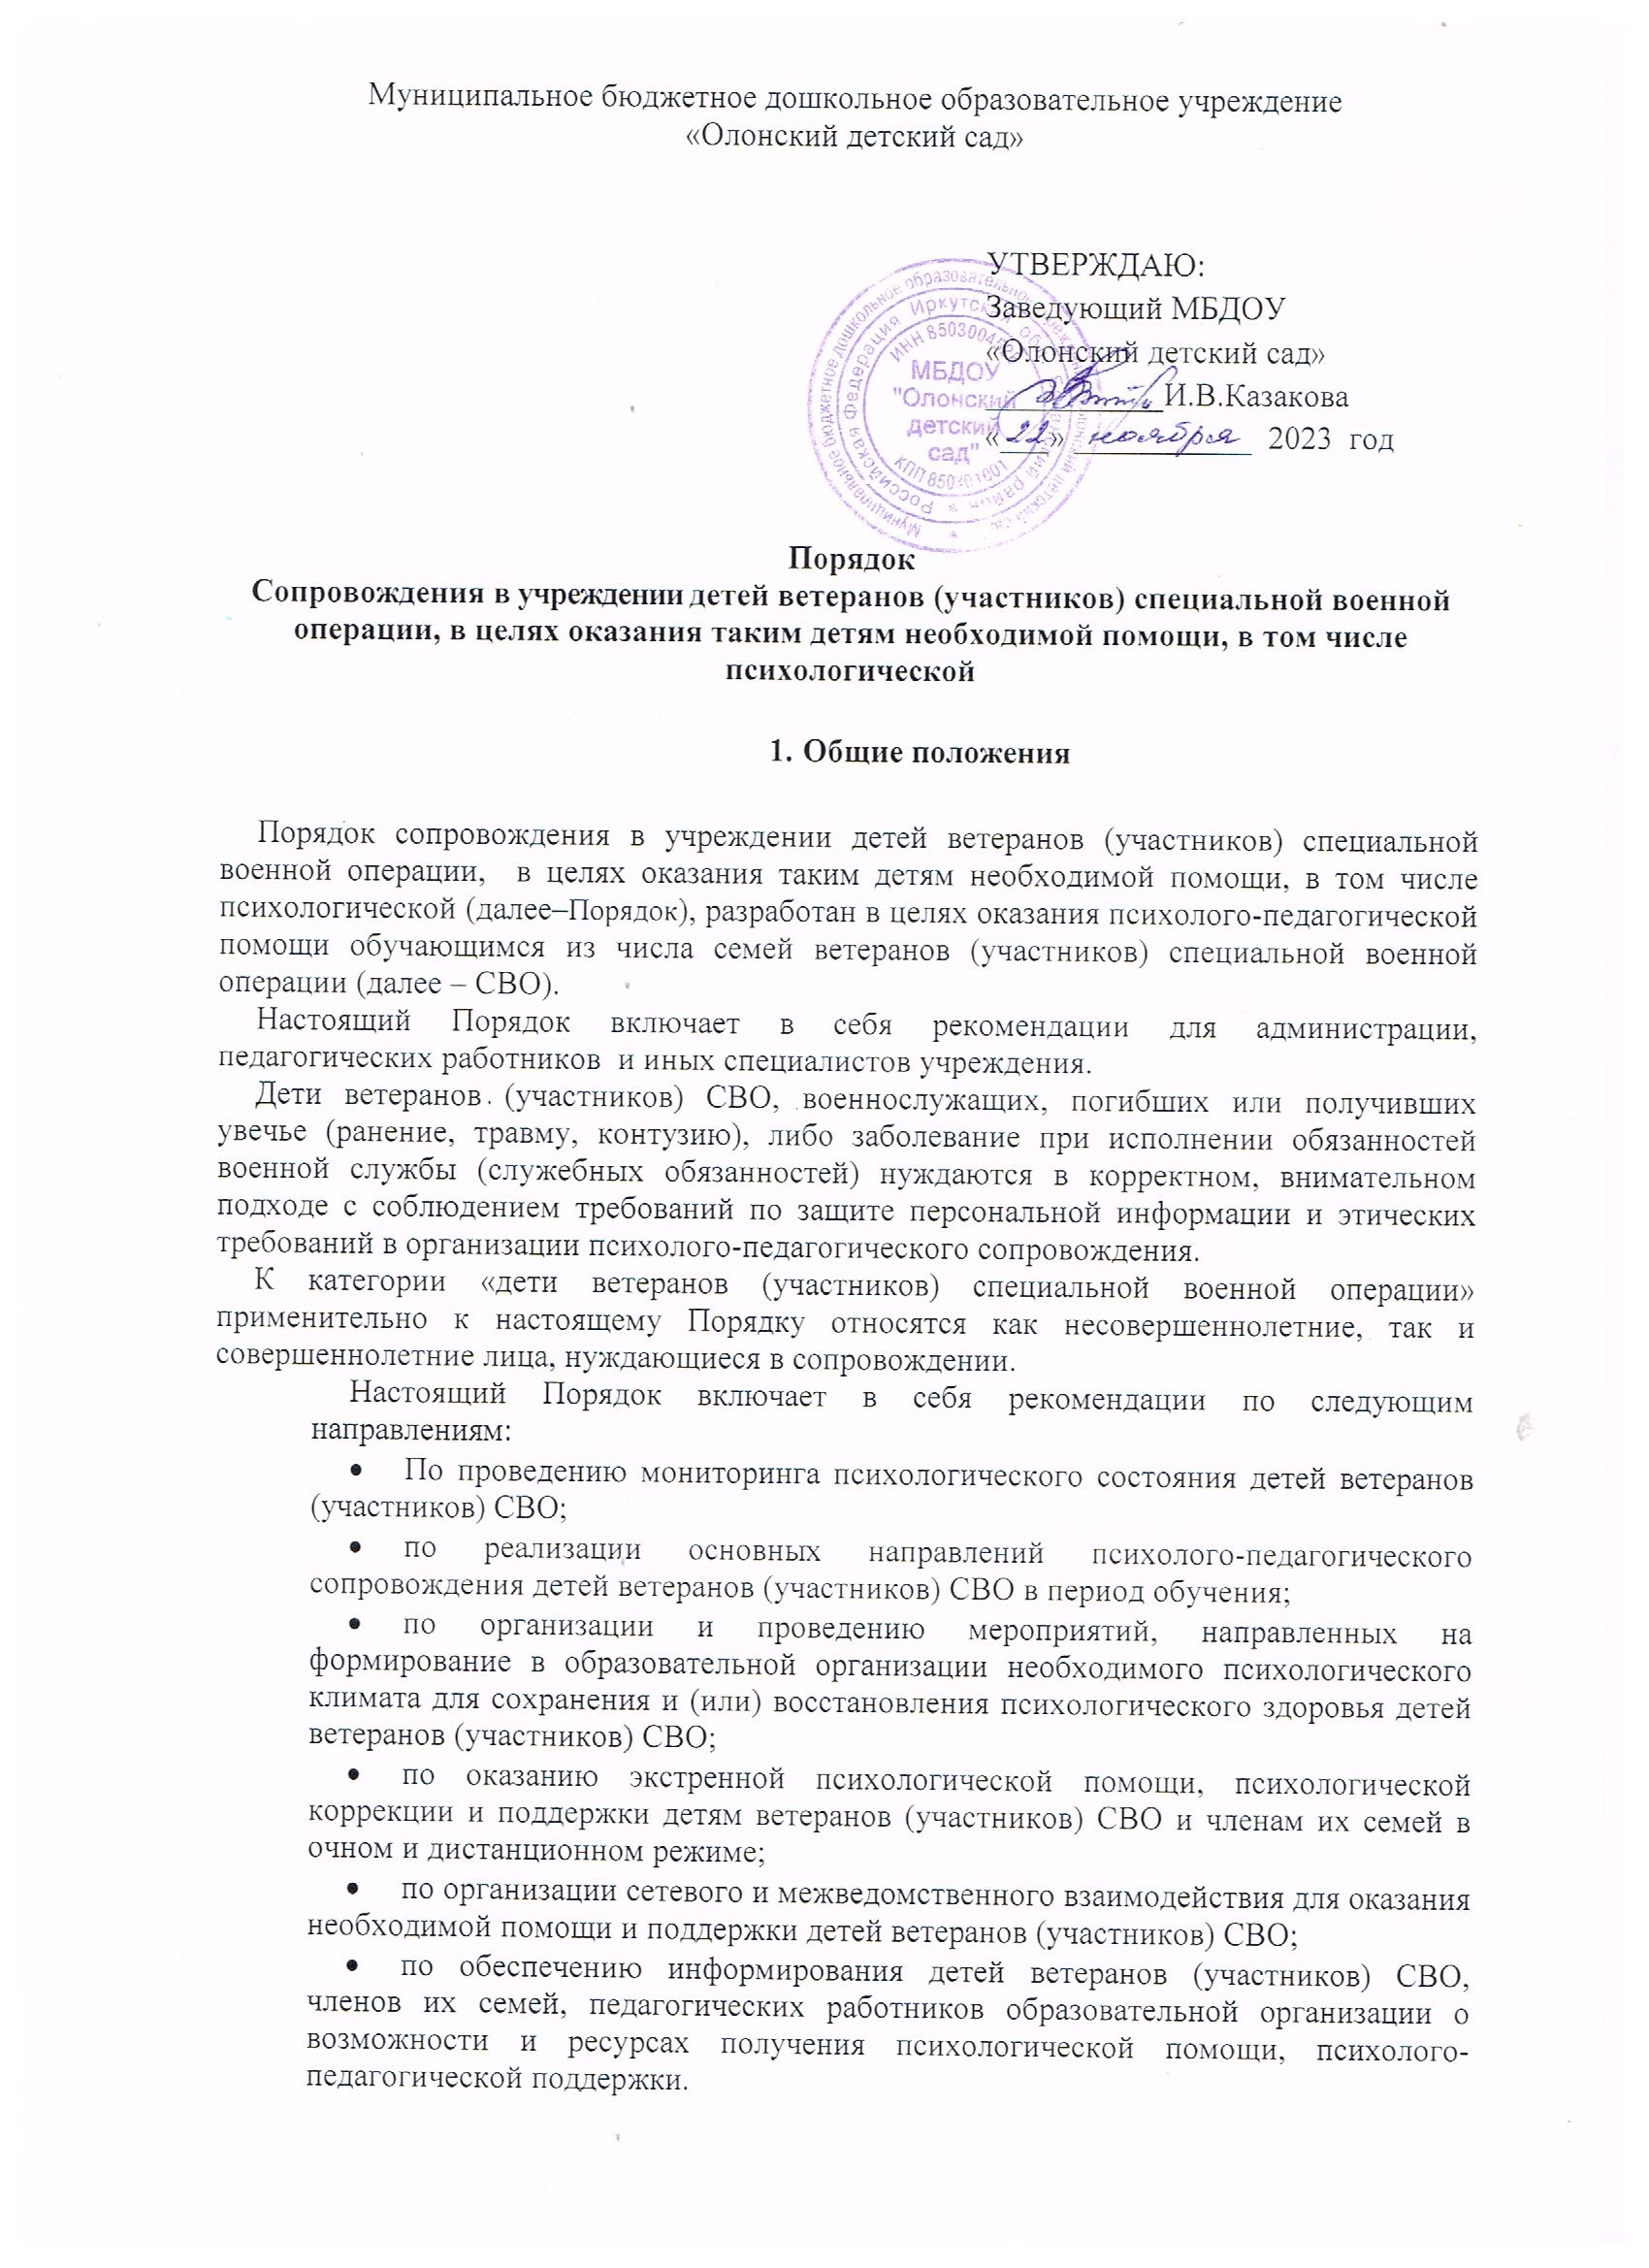 Муниципальное бюджетное дошкольное образовательное учреждение
«Олонский детский сад»
УТВЕРЖДАЮ:
Заведующий МБДОУ
«Олонский детский сад»
И.В.Казакова
«22» ноября 2023 год
МБДОУ
"Олонский
детский
сад"
КПП 850301001
Порядок
Сопровождения в учреждении детей ветеранов (участников) специальной военной
операции, в целях оказания таким детям необходимой помощи, в том числе
психологической
1. Общие положения
Порядок сопровождения в учреждении детей ветеранов (участников) специальной
военной операции, в целях оказания таким детям необходимой помощи, в том числе
психологической (далее–Порядок), разработан в целях оказания психолого-педагогической
помощи обучающимся из числа семей ветеранов (участников) специальной военной
операции (далее – СВО).
Настоящий Порядок включает в себя рекомендации для администрации,
педагогических работников и иных специалистов учреждения.
Дети ветеранов (участников) СВО, военнослужащих, погибших или получивших
увечье (ранение, травму, контузию), либо заболевание при исполнении обязанностей
военной службы (служебных обязанностей) нуждаются в корректном, внимательном
подходе с соблюдением требований по защите персональной информации и этических
требований в организации психолого-педагогического сопровождения.
К категории «дети ветеранов (участников) специальной военной операции»
применительно к настоящему Порядку относятся как несовершеннолетние, так и
совершеннолетние лица, нуждающиеся в сопровождении.
Настоящий Порядок включает в себя рекомендации по следующим
направлениям:
• По проведению мониторинга психологического состояния детей ветеранов
(участников) СВО;
• по реализации основных направлений психолого-педагогического
сопровождения детей ветеранов (участников) СВО в период обучения;
• по организации и проведению мероприятий, направленных на
формирование в образовательной организации необходимого психологического
климата для сохранения и (или) восстановления психологического здоровья детей
ветеранов (участников) СВО;
• по оказанию экстренной психологической помощи, психологической
коррекции и поддержки детям ветеранов (участников) СВО и членам их семей в
очном и дистанционном режиме;
• по организации сетевого и межведомственного взаимодействия для оказания
необходимой помощи и поддержки детей ветеранов (участников) СВО;
• по обеспечению информирования детей ветеранов (участников) СВО,
членов их семей, педагогических работников образовательной организации о
возможности и ресурсах получения психологической помощи, психолого-
педагогической поддержки.